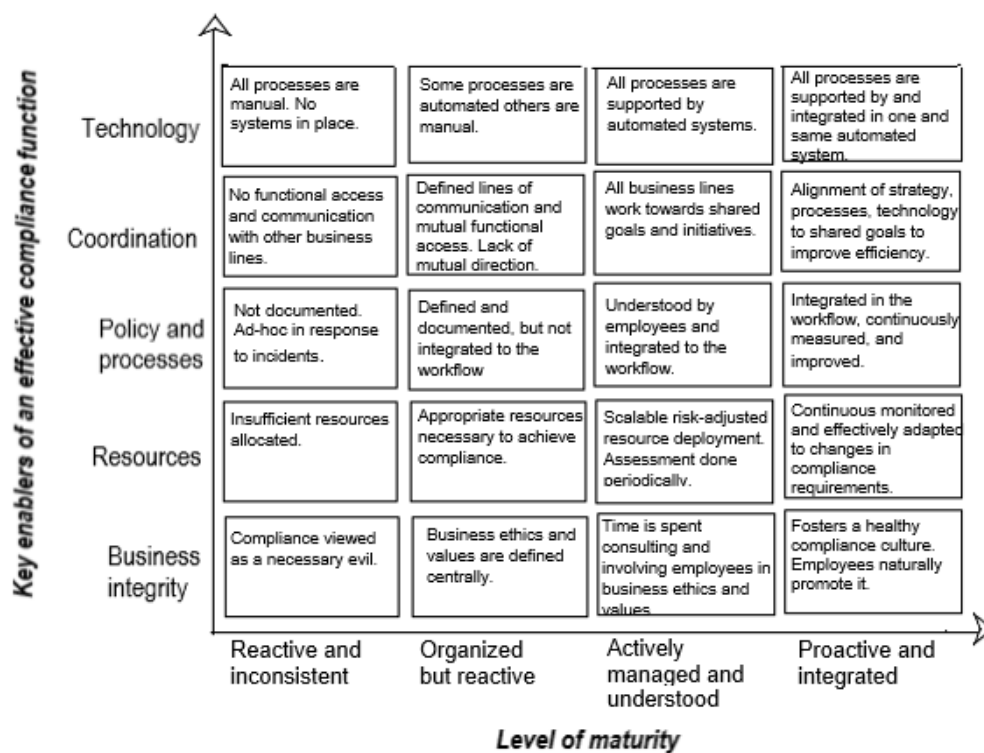 Key enablers of an effective compliance function
Technology
All processes are
manual. No
systems in place.
Some processes are
automated others are
manual.
All processes are
supported by
automated systems.
All processes are
supported by and
integrated in one and
same automated
system.
Coordination
No functional access
and communication
with other business
lines.
Defined lines of
communication and
mutual functional
access. Lack of
mutual direction.
All business lines
work towards shared
goals and initiatives.
Alignment of strategy,
processes, technology
to shared goals to
improve efficiency.
Policy and
processes
Not documented.
Ad-hoc in response
to incidents.
Defined and
documented, but not
integrated to the
workflow
Understood by
employees and
integrated to the
workflow.
Integrated in the
workflow, continuously
measured, and
improved.
Resources
Insufficient resources
allocated.
Appropriate resources
necessary to achieve
compliance.
Scalable risk-adjusted
resource deployment.
Assessment done
periodically.
Continuous monitored
and effectively adapted
to changes in
compliance
requirements.
Business
integrity
Compliance viewed
as a necessary evil.
Business ethics and
values are defined
centrally.
Time is spent
consulting and
involving employees in
business ethics and
values.
Fosters a healthy
compliance culture.
Employees naturally
promote it.
Reactive and
inconsistent
Organized
but reactive
Actively
managed and
understood
Proactive and
integrated
Level of maturity